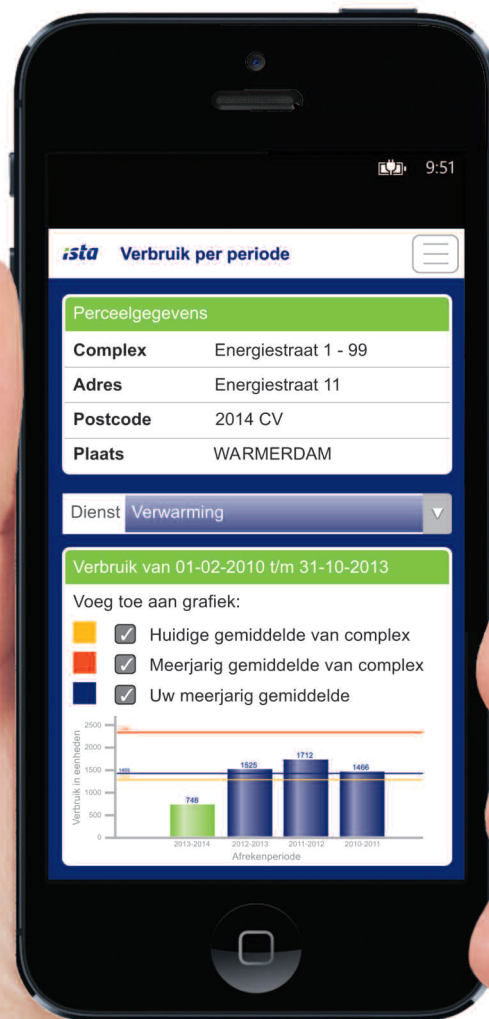 9:51
ista Verbruik per periode
Perceelgegevens
Complex Energiestraat 1 - 99
Adres Energiestraat 11
Postcode 2014 CV
Plaats WARMERDAM
Dienst Verwarming
Verbruik van 01-02-2010 t/m 31-10-2013
Voeg toe aan grafiek:
Huidige gemiddelde van complex
Meerjarig gemiddelde van complex
Uw meerjarig gemiddelde
Verbruik in eenheden
2500
2000
1500
1000
500
0
748
1525
1712
1466
2013-2014 2012-2013 2011-2012 2010-2011
Afrekenperiode